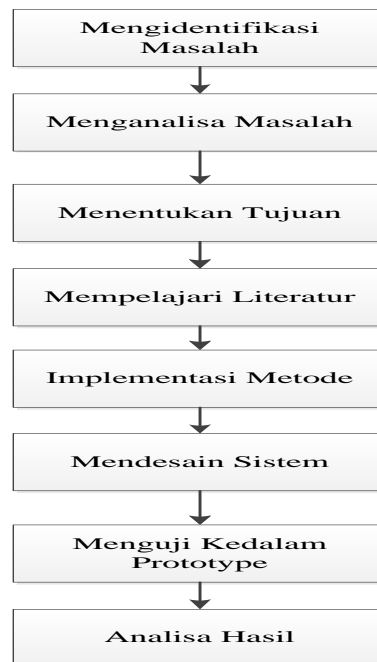 Mengidentifikasi
Masalah
Menganalisa Masalah
Menentukan Tujuan
Mempelajari Literatur
Implementasi Metode
Mendesain Sistem
Menguji Kedalam
Prototype
Analisa Hasil